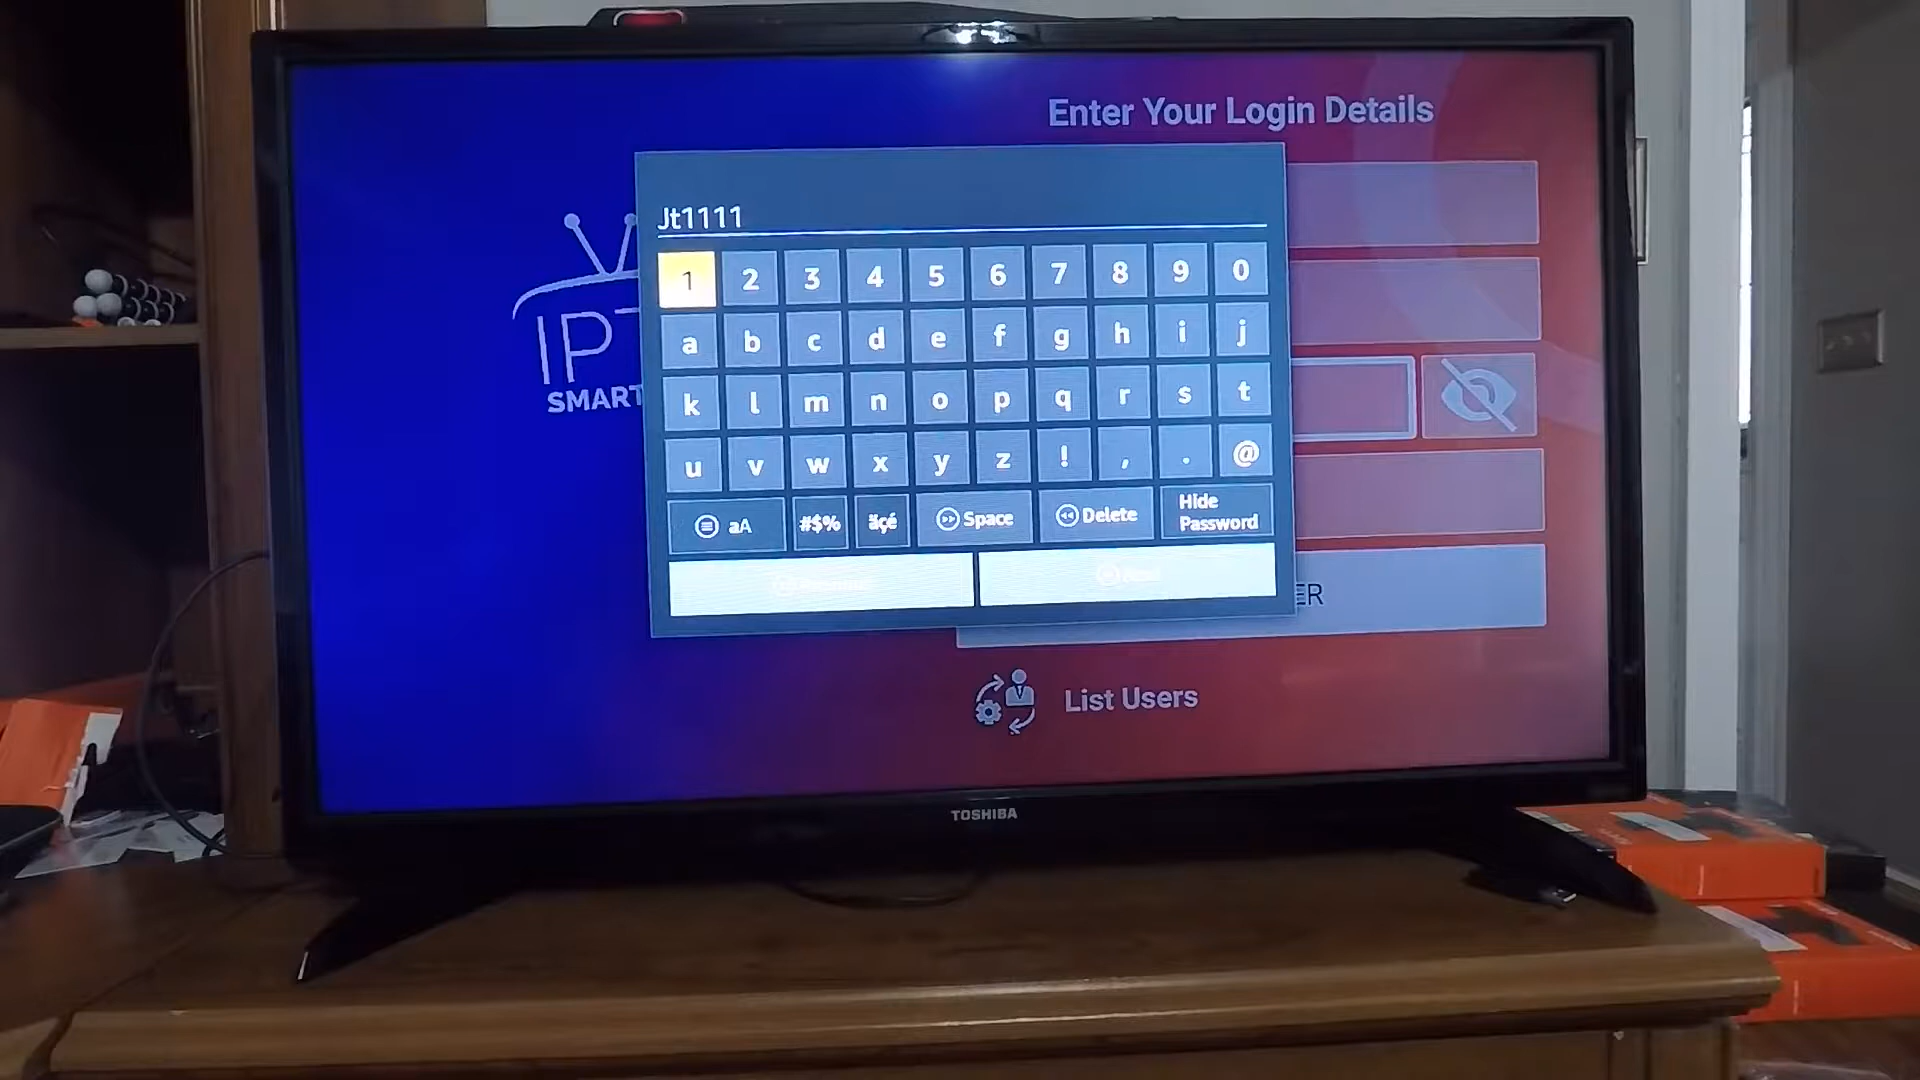 Enter Your Login Details
Jt1111
1 2 3 4 5 6 7 8 9 0
a b c d e f g h i j
k l m n o p q r s t
u v w x y z ! , . @
aA #$% äçé Space Delete Hide Password
IPT
SMART
ER
List Users
TOSHIBA